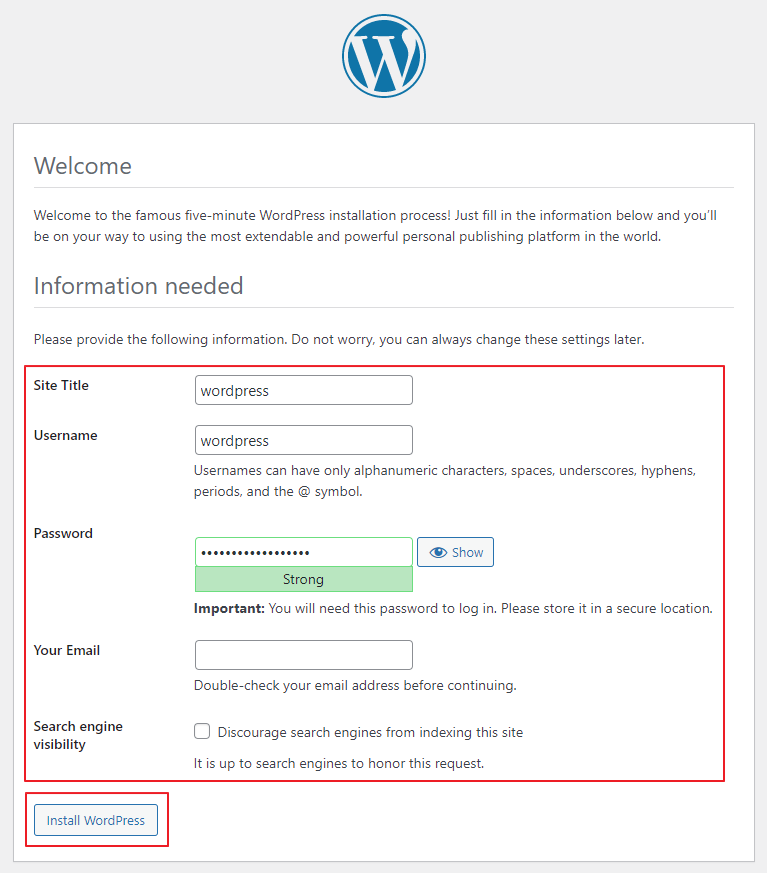 Welcome
Welcome to the famous five-minute WordPress installation process! Just fill in the information below and you’ll
be on your way to using the most extendable and powerful personal publishing platform in the world.
Information needed
Please provide the following information. Do not worry, you can always change these settings later.
Site Title
wordpress
Username
wordpress
Usernames can have only alphanumeric characters, spaces, underscores, hyphens,
periods, and the @ symbol.
Password
••••••••••••••••••
Show
Strong
Important: You will need this password to log in. Please store it in a secure location.
Your Email
Double-check your email address before continuing.
Search engine
visibility
Discourage search engines from indexing this site
It is up to search engines to honor this request.
Install WordPress